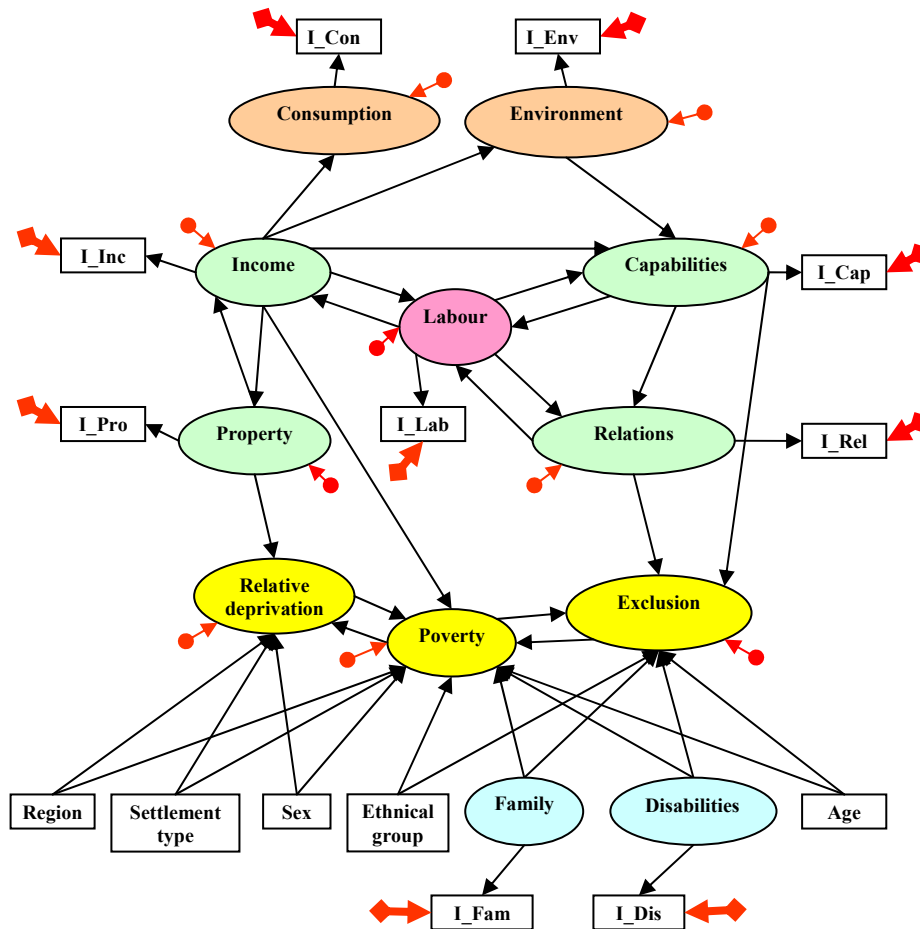 I_Con
I_Env
Consumption
Environment
I_Inc
Income
Capabilities
I_Cap
Labour
I_Pro
Property
I_Lab
Relations
I_Rel
Relative
deprivation
Poverty
Exclusion
Region
Settlement
type
Sex
Ethnical
group
Family
Disabilities
Age
I_Fam
I_Dis